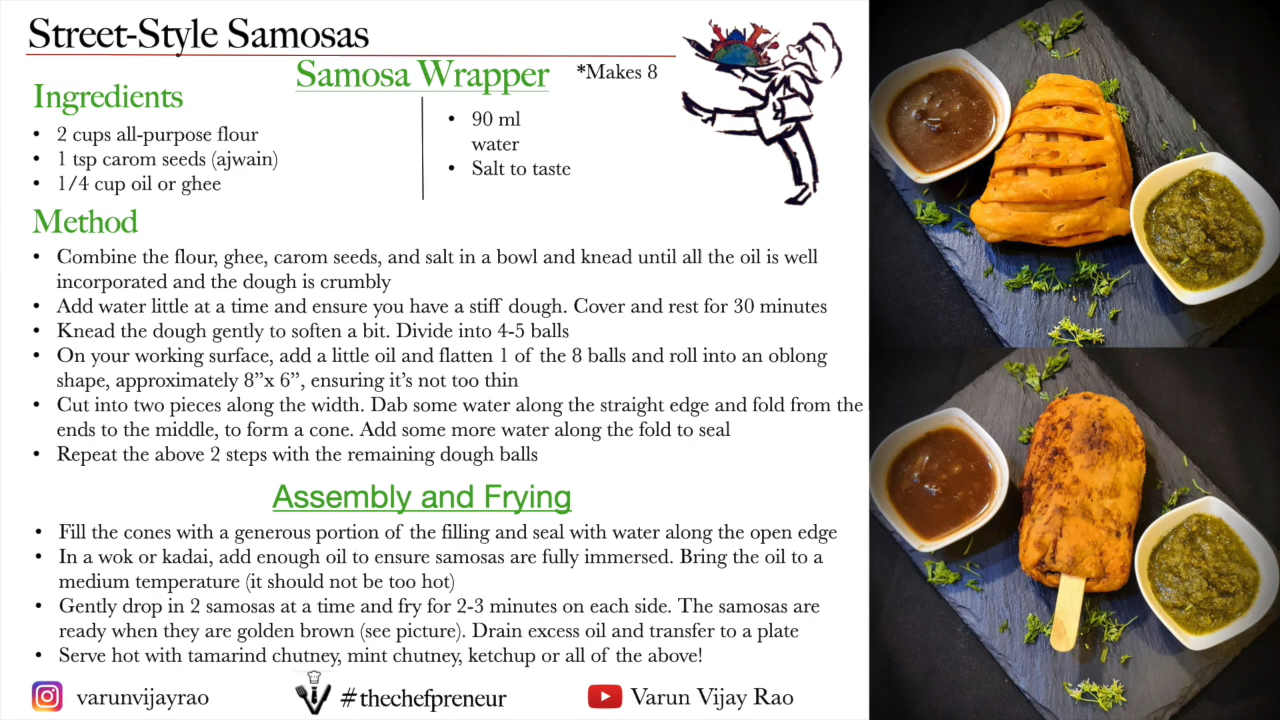 Street-Style Samosas
Samosa Wrapper
*Makes 8
Ingredients
• 2 cups all-purpose flour
• 1 tsp carom seeds (ajwain)
• 1/4 cup oil or ghee
• 90 ml
water
• Salt to taste
Method
• Combine the flour, ghee, carom seeds, and salt in a bowl and knead until all the oil is well
incorporated and the dough is crumbly
• Add water little at a time and ensure you have a stiff dough. Cover and rest for 30 minutes
• Knead the dough gently to soften a bit. Divide into 4-5 balls
• On your working surface, add a little oil and flatten 1 of the 8 balls and roll into an oblong
shape, approximately 8”x 6”, ensuring it’s not too thin
• Cut into two pieces along the width. Dab some water along the straight edge and fold from the
ends to the middle, to form a cone. Add some more water along the fold to seal
• Repeat the above 2 steps with the remaining dough balls
Assembly and Frying
• Fill the cones with a generous portion of the filling and seal with water along the open edge
• In a wok or kadai, add enough oil to ensure samosas are fully immersed. Bring the oil to a
medium temperature (it should not be too hot)
• Gently drop in 2 samosas at a time and fry for 2-3 minutes on each side. The samosas are
ready when they are golden brown (see picture). Drain excess oil and transfer to a plate
• Serve hot with tamarind chutney, mint chutney, ketchup or all of the above!
varunvijayrao
#thechefpreneur
Varun Vijay Rao